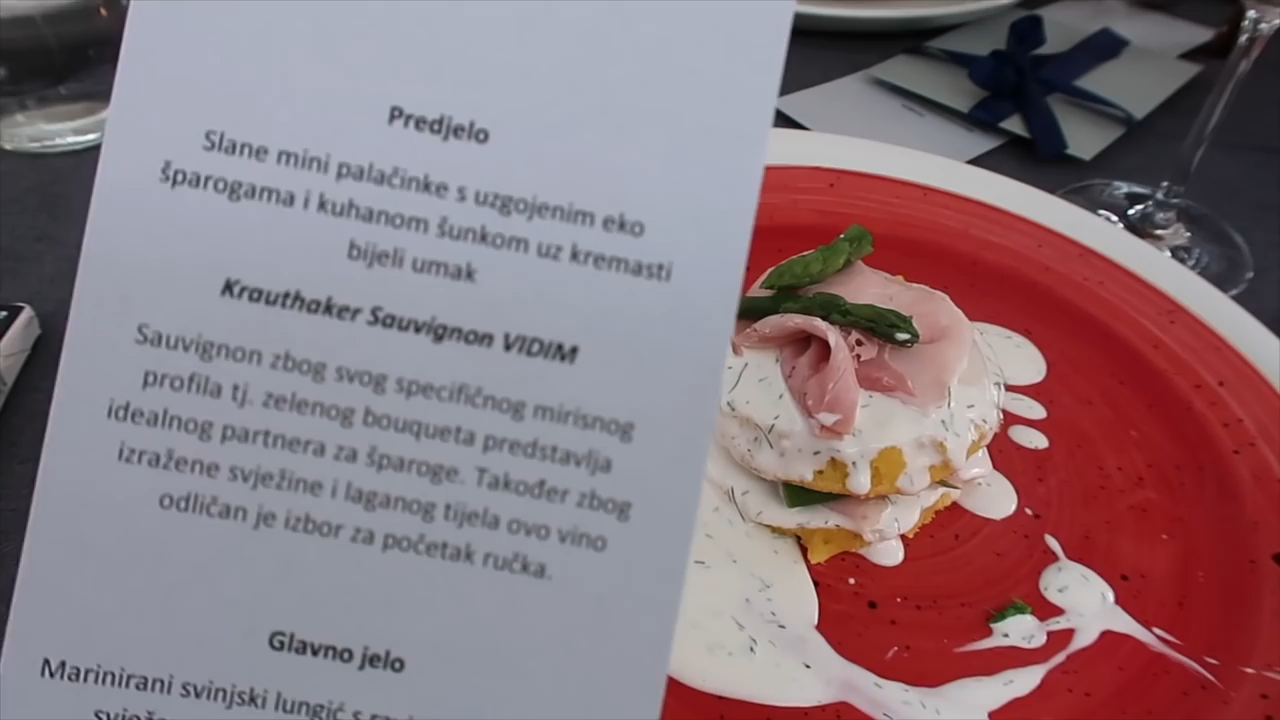 Predjelo
Slane mini palačinke s uzgojenim eko
šparogama i kuhanom šunkom uz kremasti
bijeli umak
Krauthaker Sauvignon VIDIM
Sauvignon zbog svog specifičnog mirisnog
profila tj. zelenog bouqueta predstavlja
idealnog partnera za šparoge. Također zbog
izražene svježine i laganog tijela ovo vino
odličan je izbor za početak ručka.
Glavno jelo
Marinirani svinjski lungić s